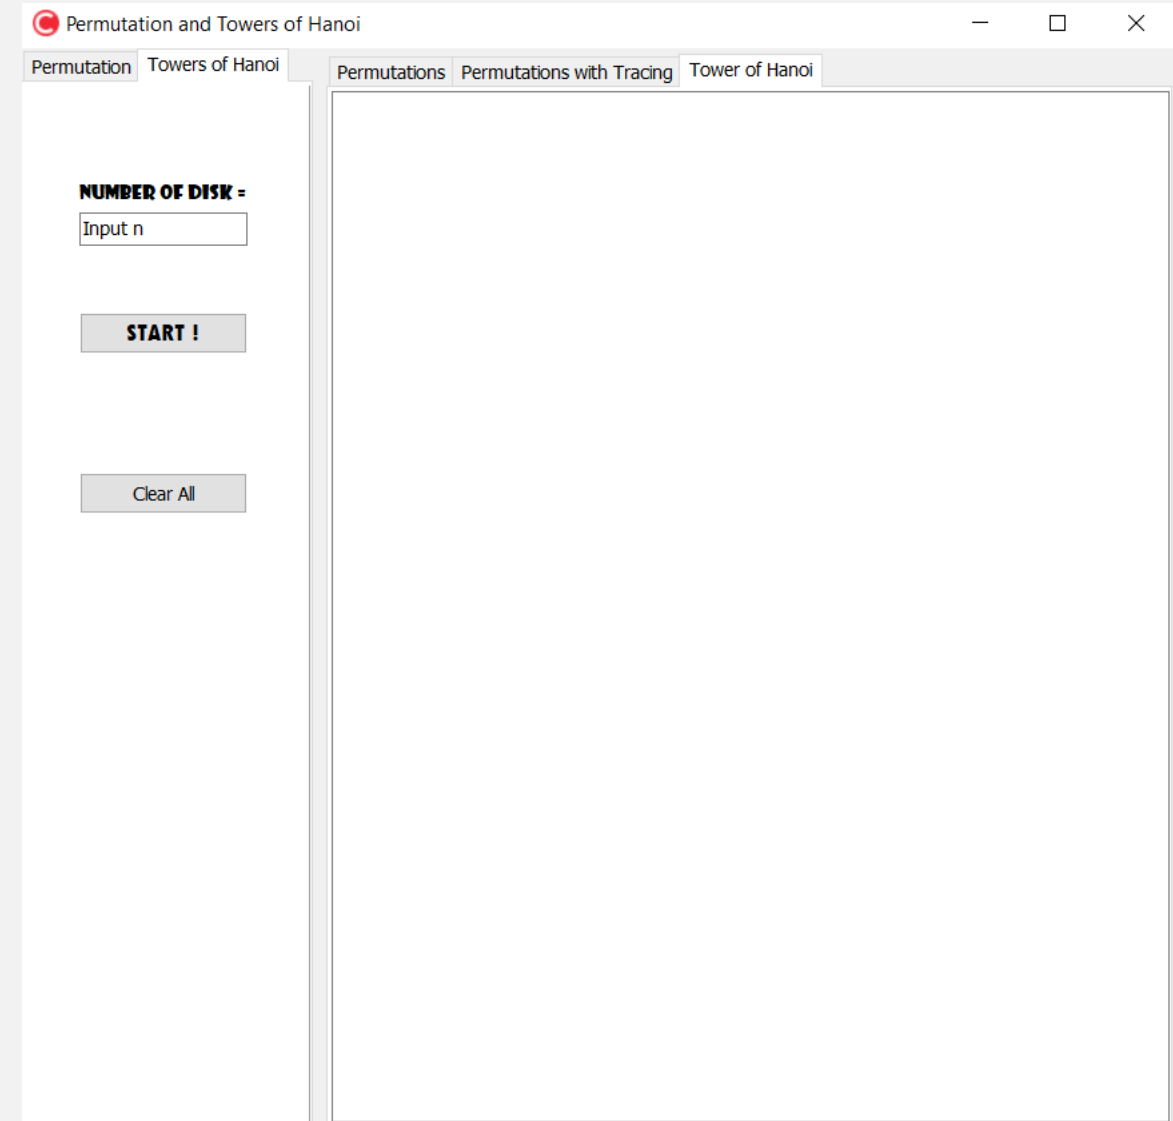 Permutation and Towers of Hanoi
Permutation Towers of Hanoi
Permutations Permutations with Tracing Tower of Hanoi
NUMBER OF DISK =
Input n
START !
Clear All